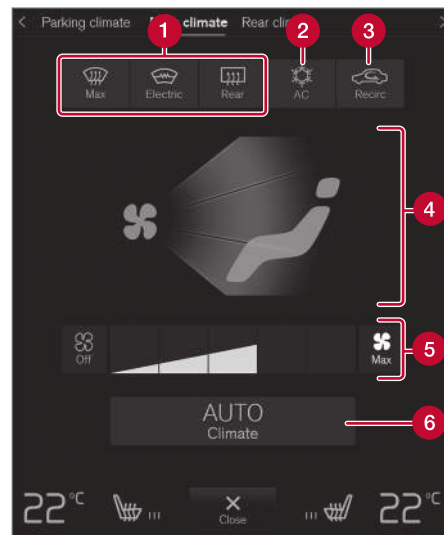 Parking climate climate Rear cli
1 2 3
Max Electric Rear AC Recirc
4
Off Max
5
AUTO
Climate
6
22°C Close 22°C